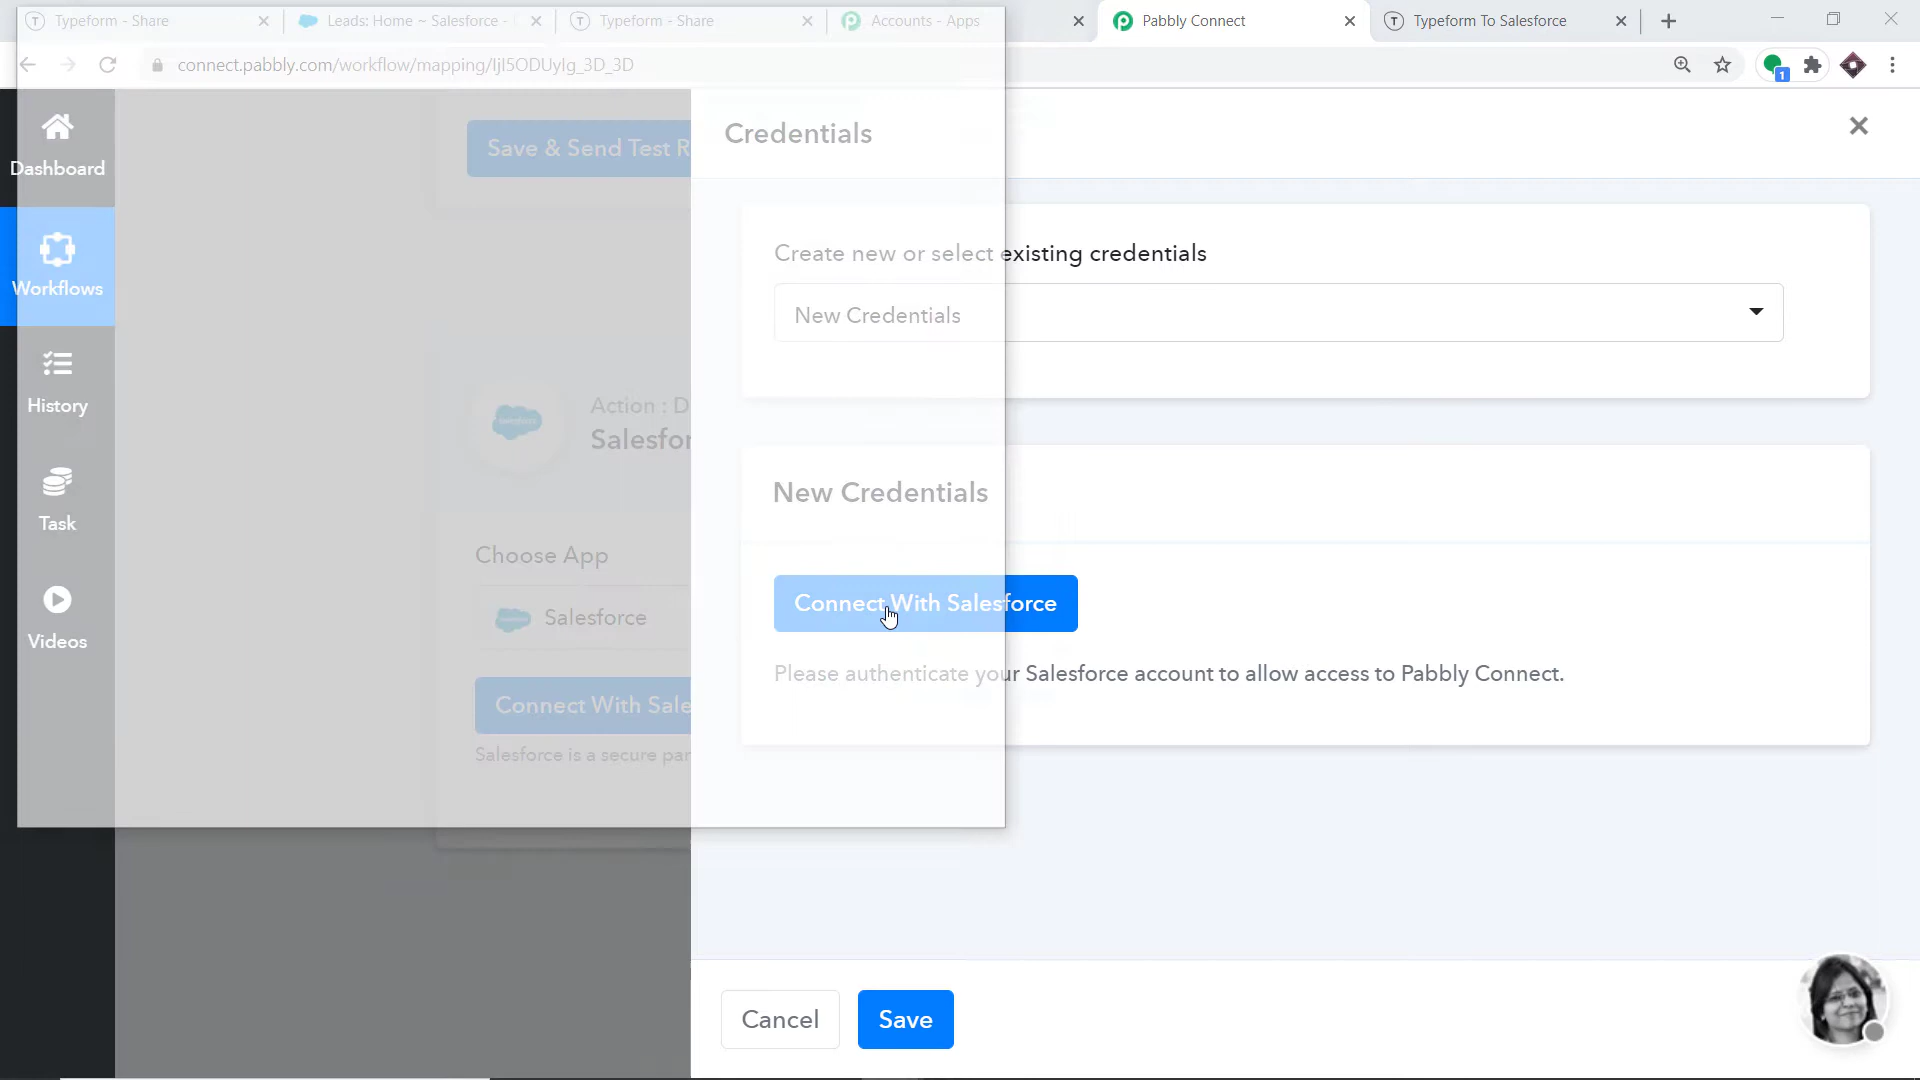 Typeform - Share
Leads: Home ~ Salesforce -
Typeform - Share
Accounts - Apps
Pabbly Connect
Typeform To Salesforce
connect.pabbly.com/workflow/mapping/IjI5ODUyIg_3D_3D
1
Dashboard
Workflows
History
Task
Videos
Save & Send Test R
Action : D
Salesfor
Choose App
Salesforce
Connect With Sale
Salesforce is a secure par
Credentials
Create new or select existing credentials
New Credentials
New Credentials
Connect With Salesforce
Please authenticate your Salesforce account to allow access to Pabbly Connect.
Cancel
Save